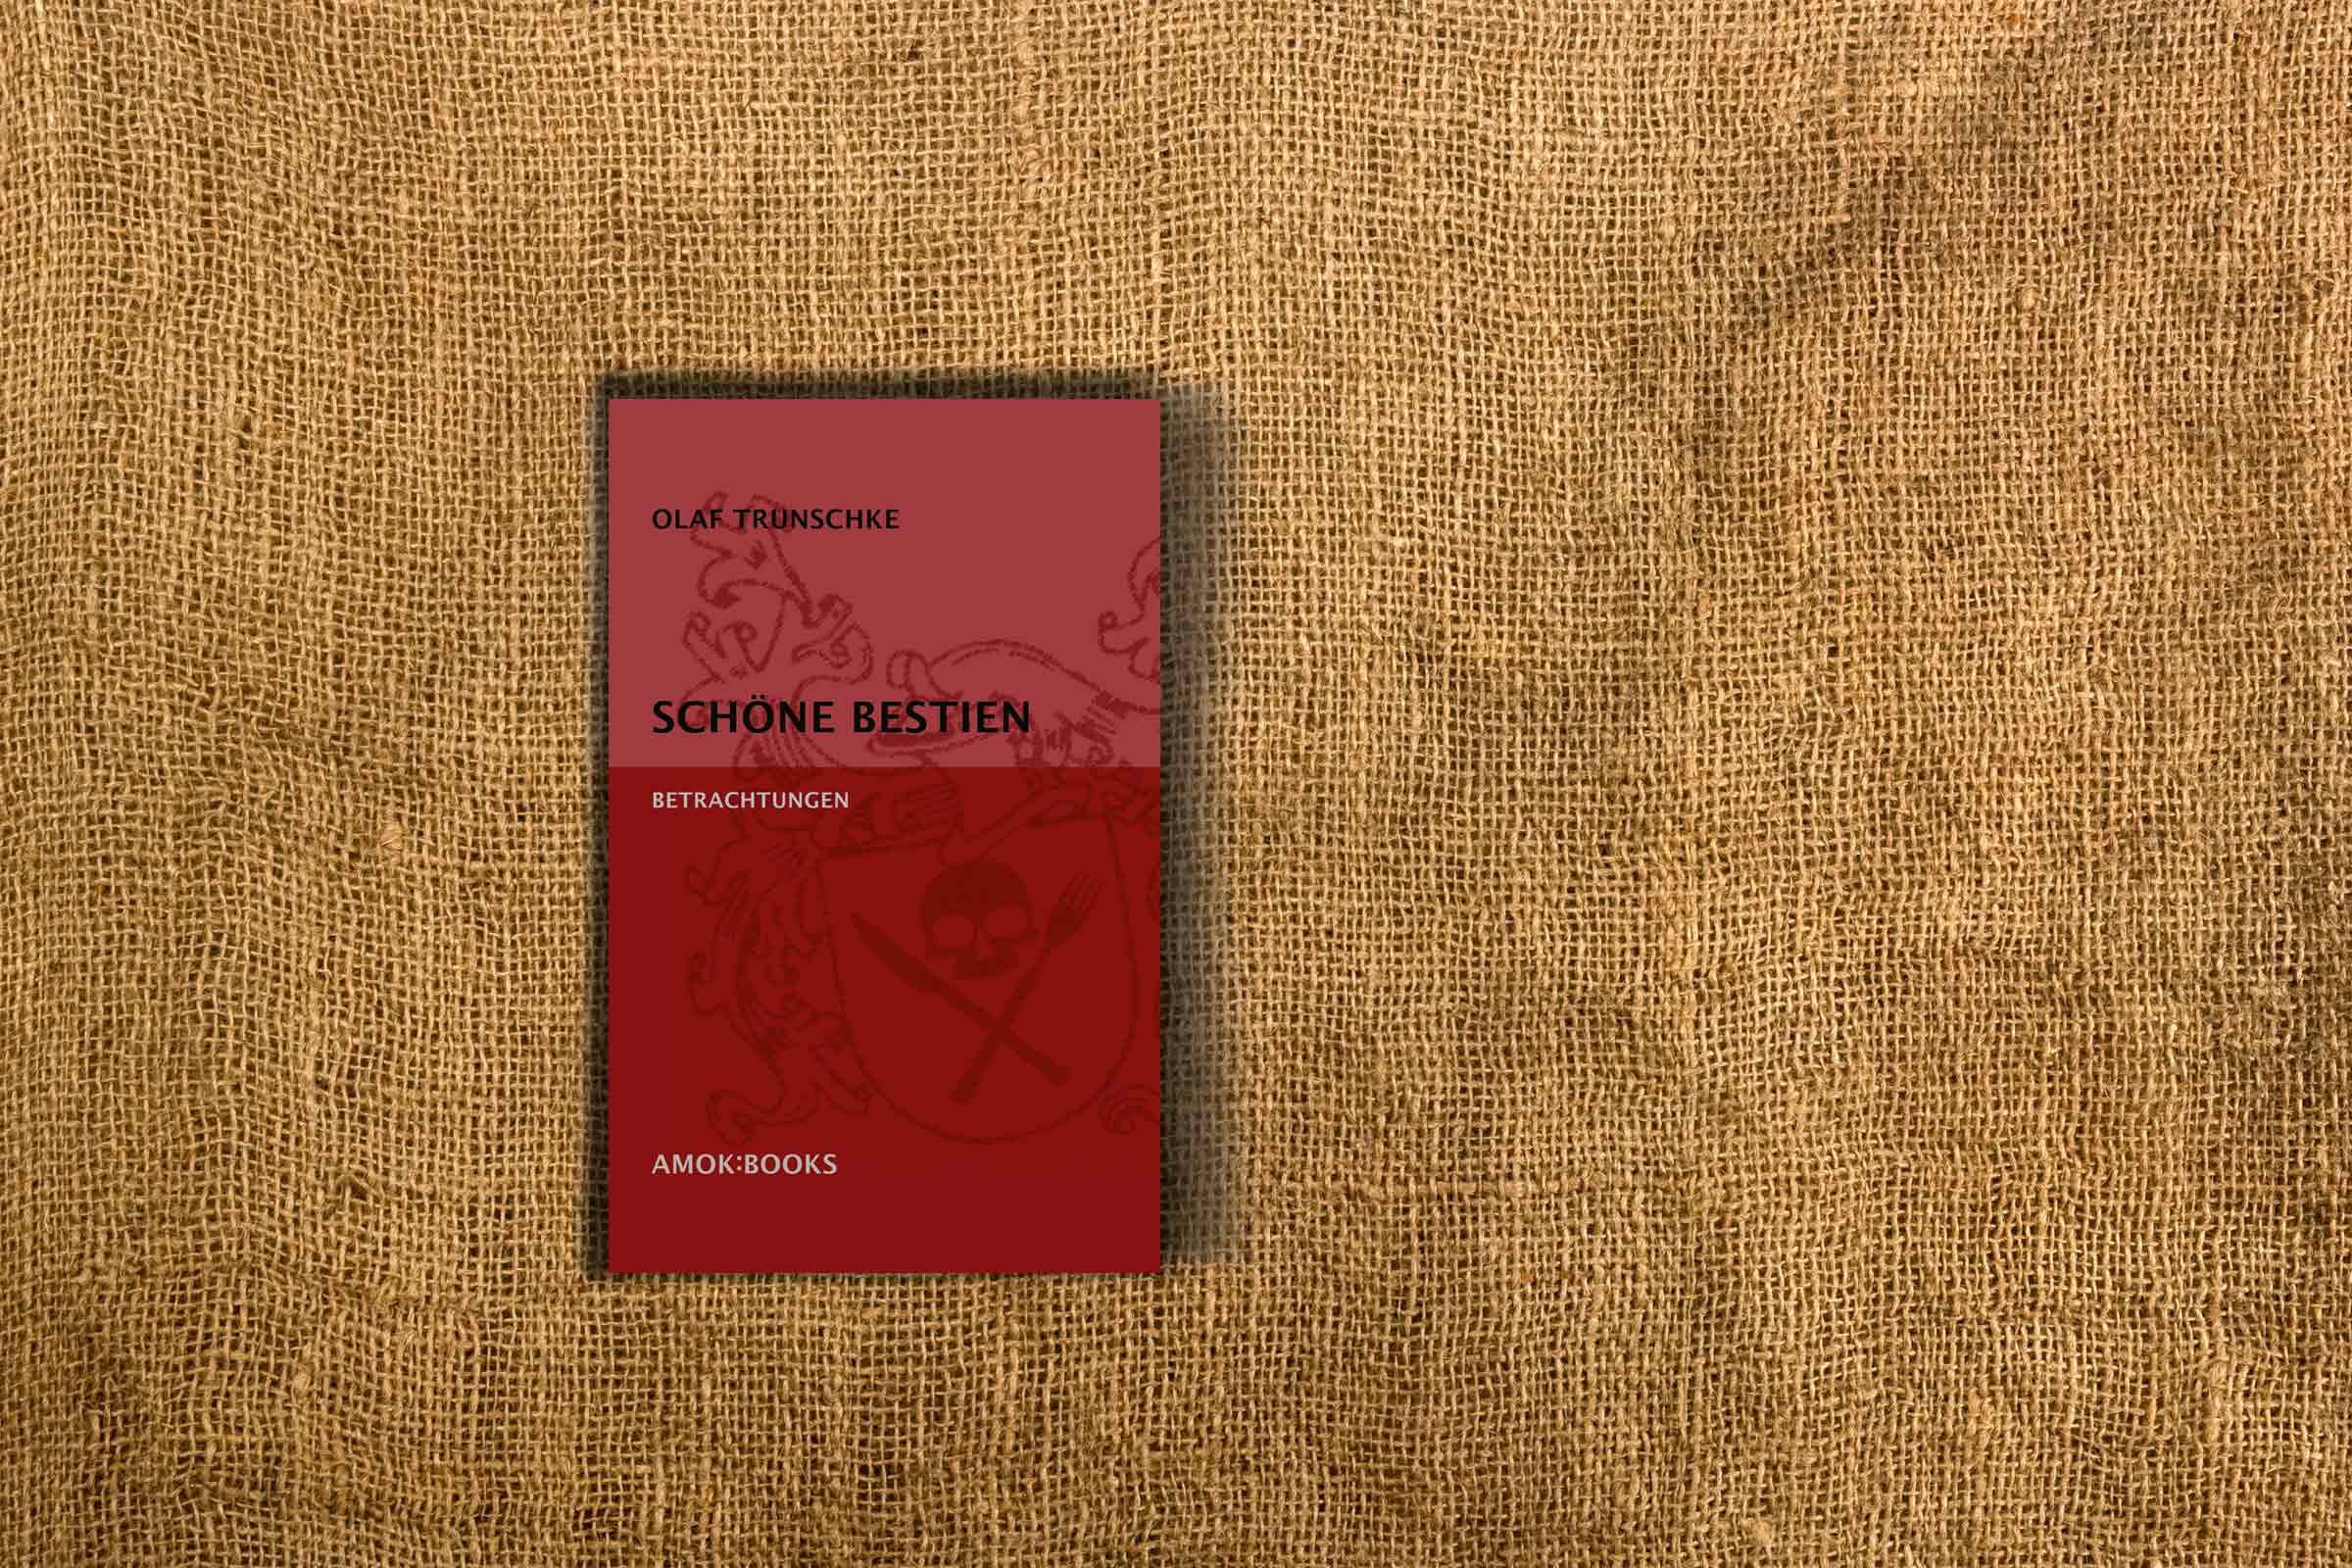 OLAF TRUNSCHKE
SCHÖNE BESTIEN
BETRACHTUNGEN
AMOK:BOOKS